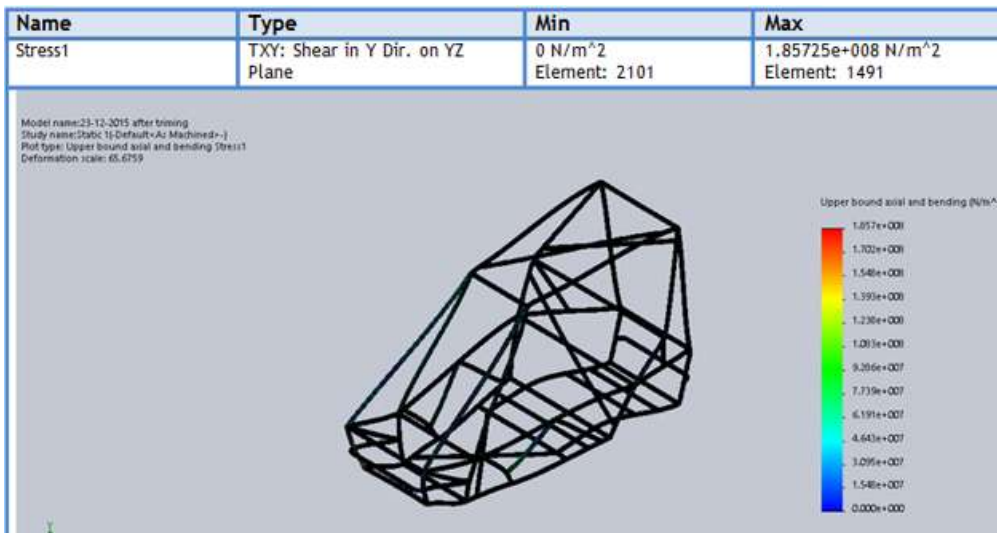 Name Type Min Max
Stress1 TXY: Shear in Y Dir. on YZ 0 N/m^2 1.85725e+008 N/m^2
Plane Element: 2101 Element: 1491
Model name:23-12-2015 after triming
Study name:Static 1(-Default<As Machined>-)
Plot type: Upper bound axial and bending Stress1
Deformation scale: 65.6759
Upper bound axial and bending (N/m^
1.857e+008
1.702e+008
1.548e+008
1.393e+008
1.238e+008
1.083e+008
9.286e+007
7.739e+007
6.191e+007
4.643e+007
3.095e+007
1.548e+007
0.000e+000
Y